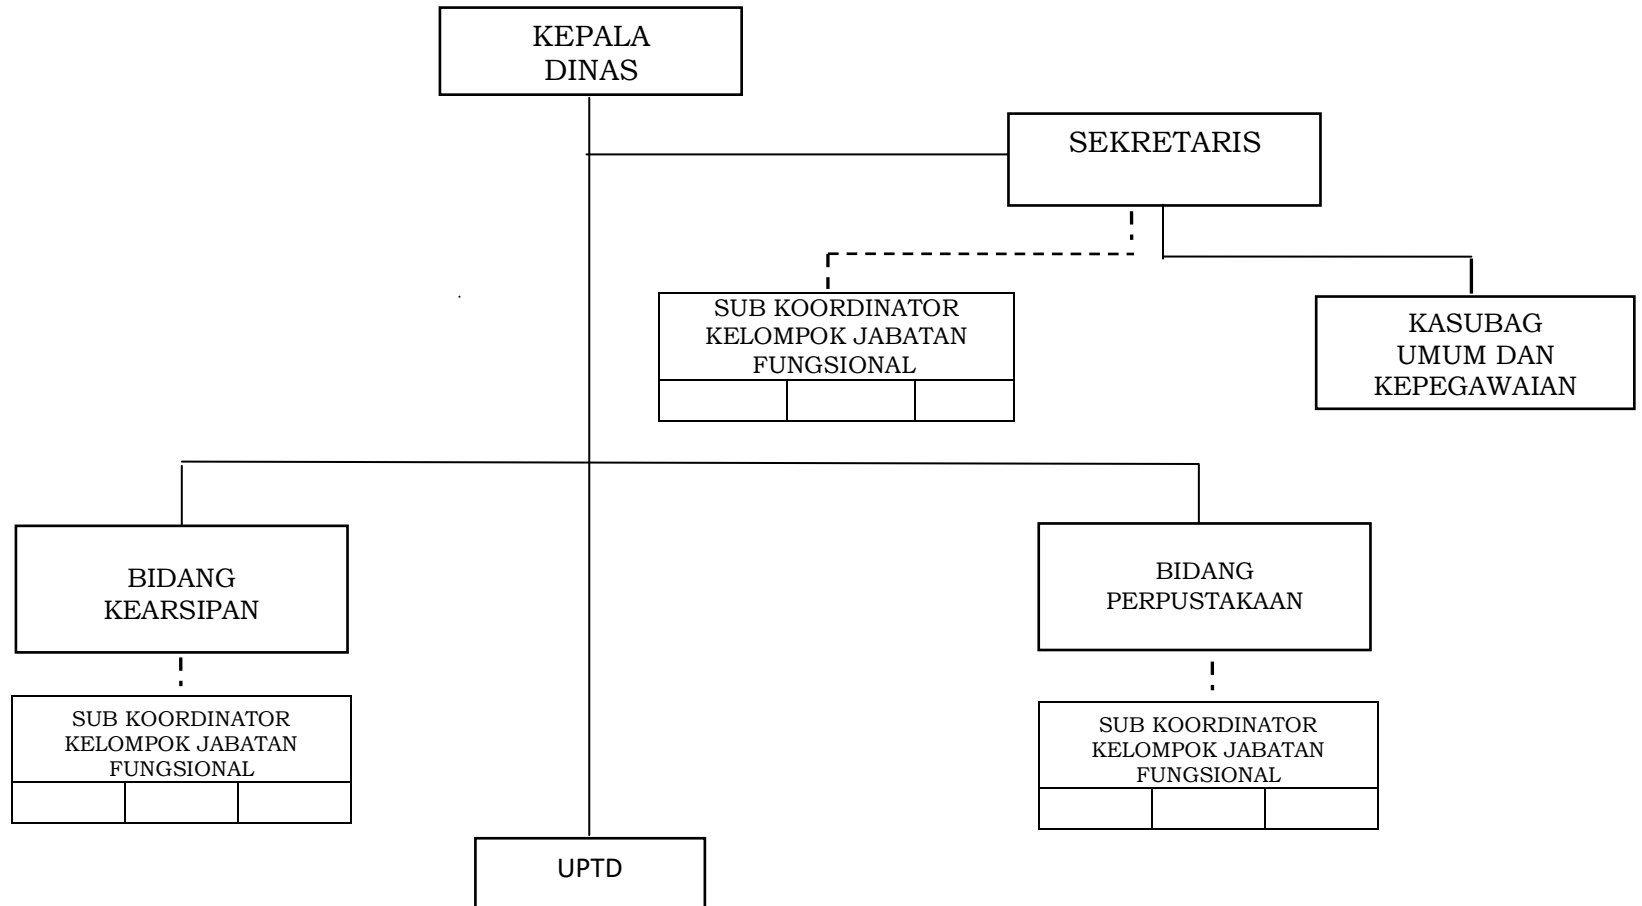 KEPALA
DINAS
SEKRETARIS
SUB KOORDINATOR
KELOMPOK JABATAN
FUNGSIONAL
KASUBAG
UMUM DAN
KEPEGAWAIAN
BIDANG
KEARSIPAN
BIDANG
PERPUSTAKAAN
SUB KOORDINATOR
KELOMPOK JABATAN
FUNGSIONAL
SUB KOORDINATOR
KELOMPOK JABATAN
FUNGSIONAL
UPTD